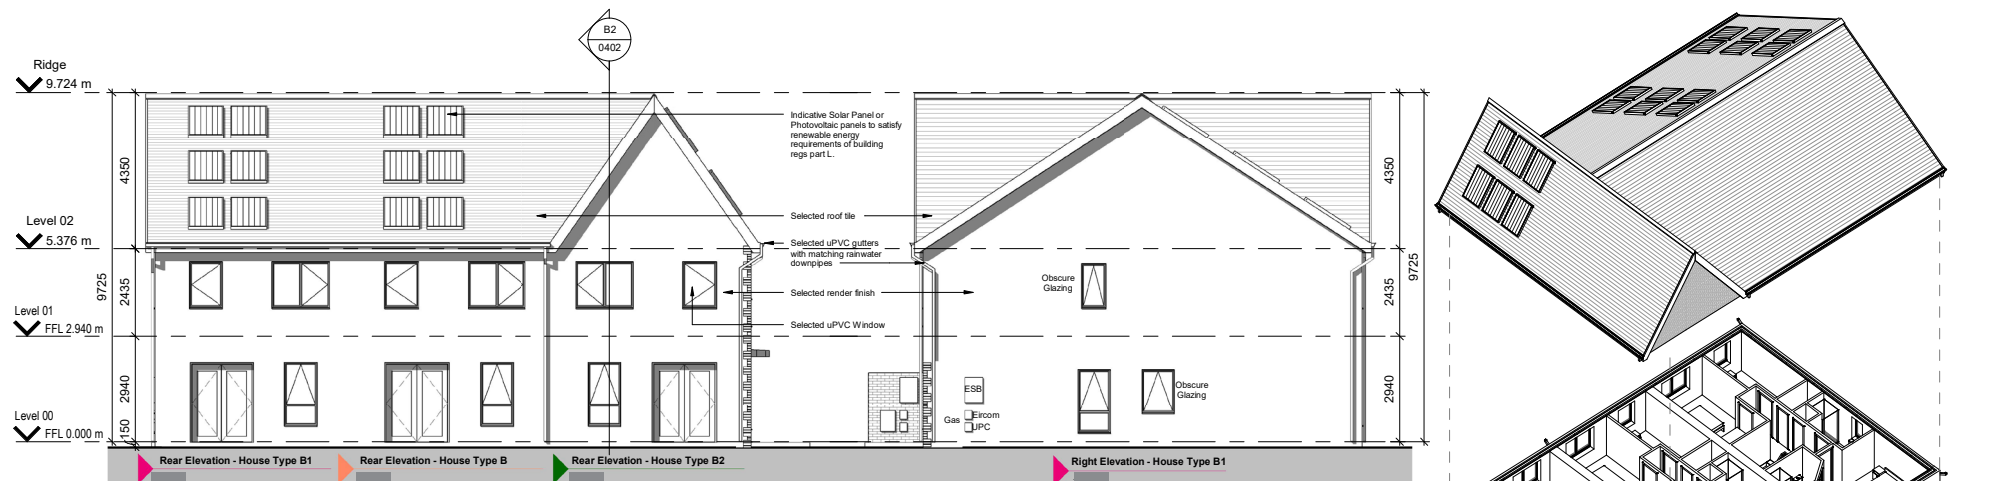 B2
0402
Ridge
9.724 m
Level 02
5.376 m
Level 01
FFL 2.940 m
Level 00
FFL 0.000 m
9725
4350
2435
2940
150
Indicative Solar Panel or
Photovoltaic panels to satisfy
renewable energy
requirements of building
regs part L.
Selected roof tile
Selected uPVC gutters
with matching rainwater
downpipes
Selected render finish
Selected uPVC Window
Obscure
Glazing
ESB
Gas
Eircom
UPC
Obscure
Glazing
4350
2435
2940
9725
Rear Elevation - House Type B1
Rear Elevation - House Type B
Rear Elevation - House Type B2
Right Elevation - House Type B1